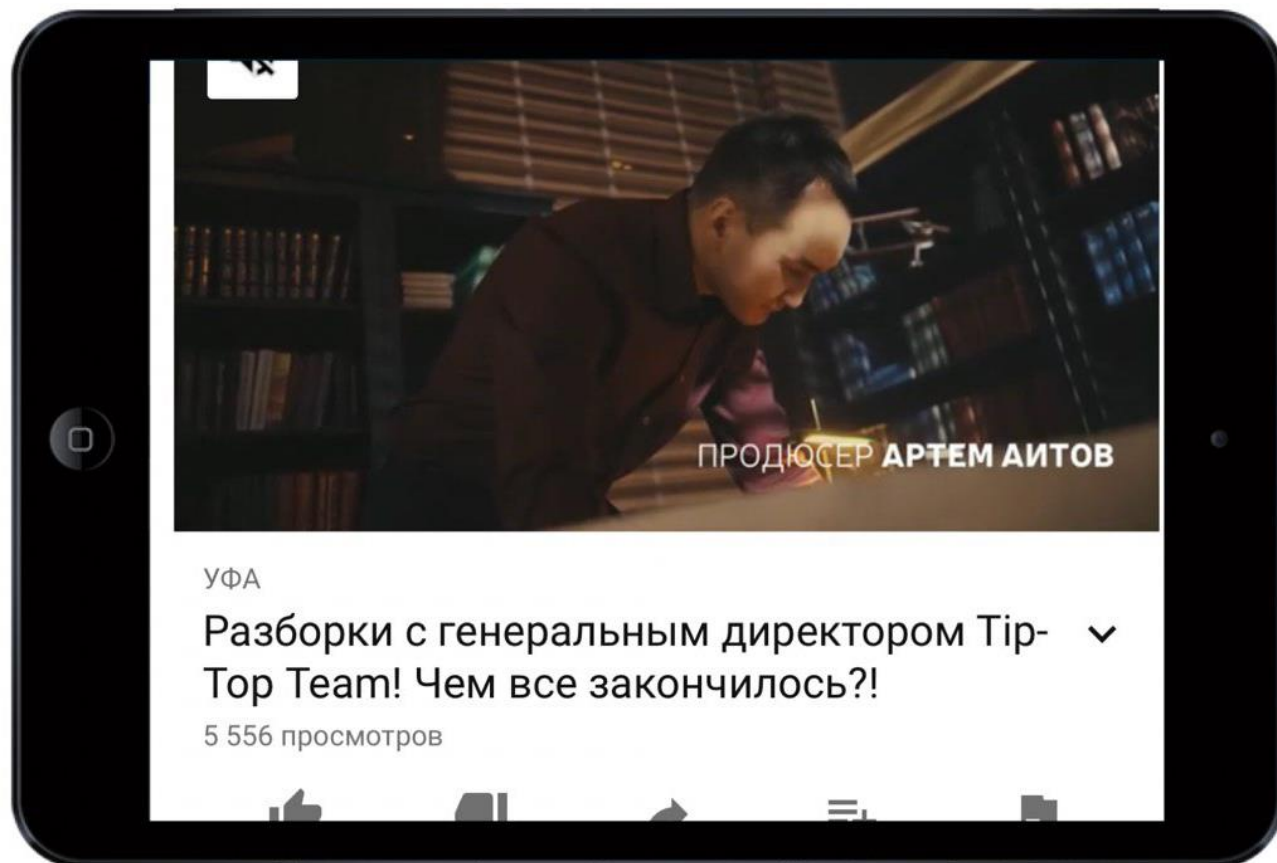 ПРОДЮСЕР АРТЕМ АИТОВ
УФА
Разборки с генеральным директором Tip-
Top Team! Чем все закончилось?!
5 556 просмотров